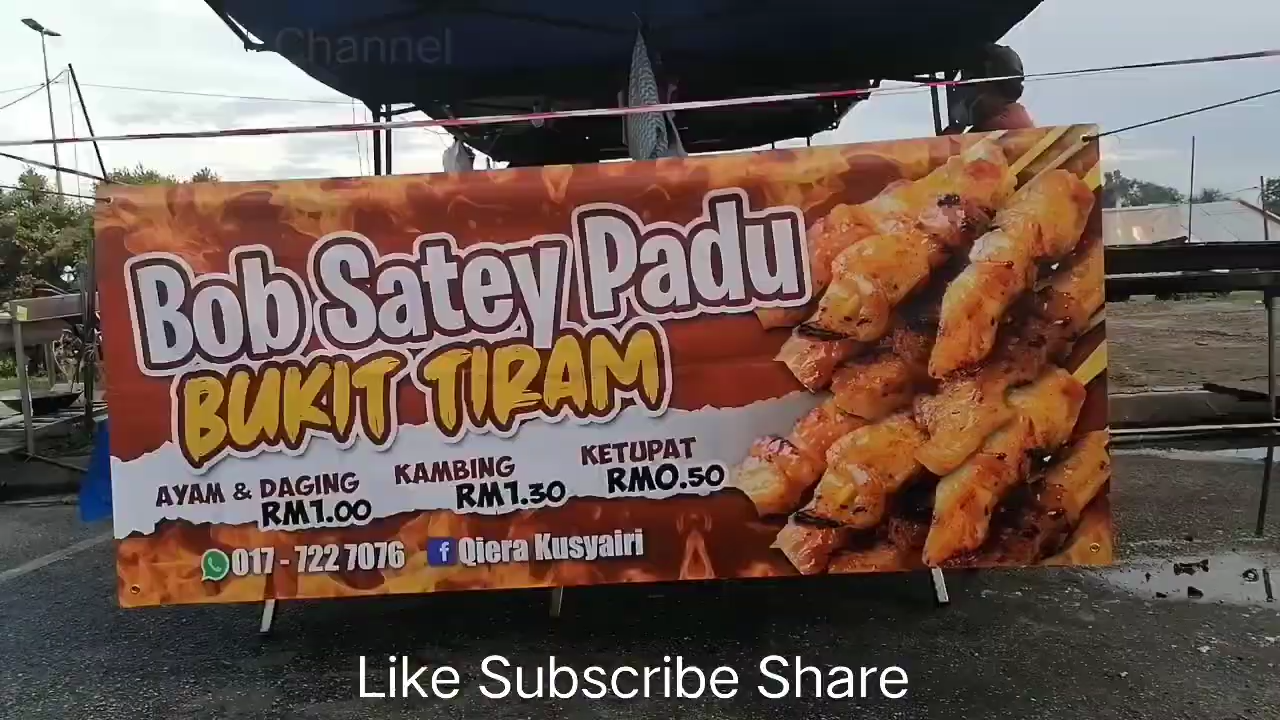 Channel
Bob Satey Padu
BUKIT TIRAM
AYAM & DAGING
RM1.00
KAMBING
RM1.30
KETUPAT
RM0.50
017 - 722 7076
f Qiera Kusyairi
Like Subscribe Share